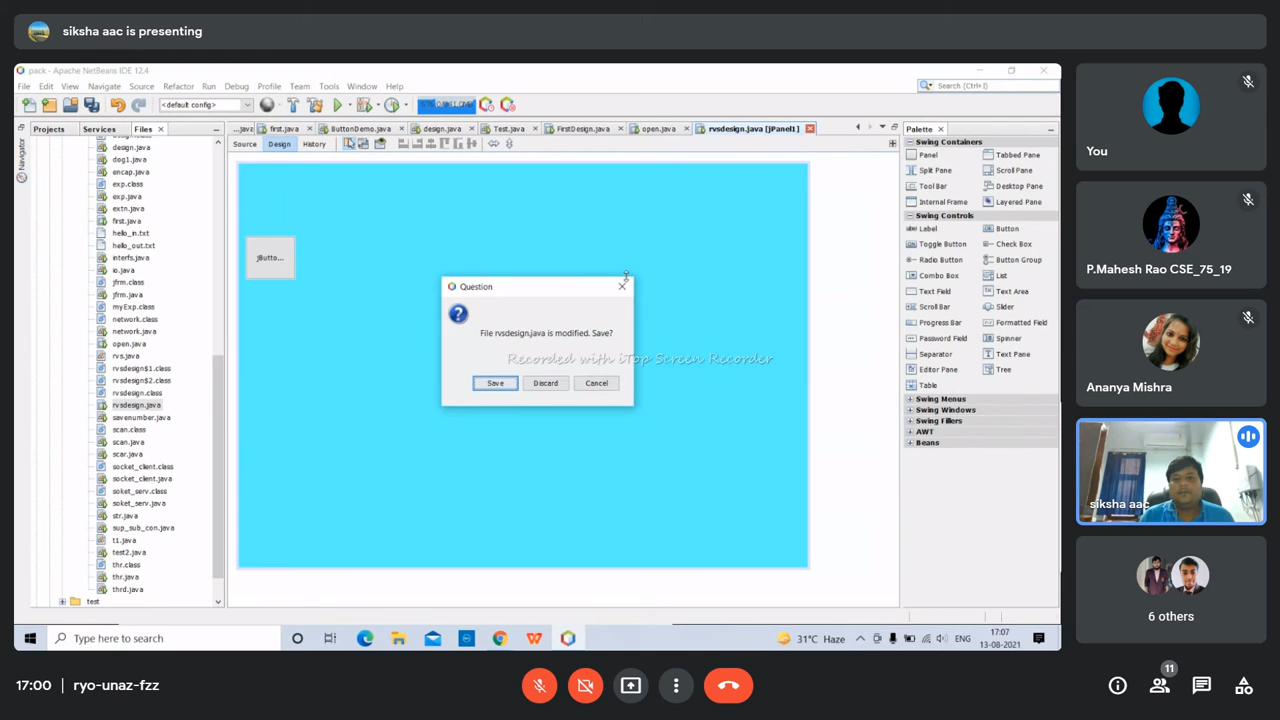 siksha aac is presenting
pack - Apache NetBeans IDE 12.4
File Edit View Navigate Source Refactor Run Debug Profile Team Tools Window Help
Search (Ctrl+I)
<default config>
Projects Services Files
...java first.java ButtonDemo.java design.java Test.java FirstDesign.java open.java rvsdesign.java [JPanel1]
Source Design History
Navigator
design.java
dog1.java
encap.java
exp.class
exp.java
extn.java
first.java
hello_in.txt
hello_out.txt
interfs.java
io.java
jfrm.class
jfrm.java
myExp.class
network.class
network.java
open.java
rvs.java
rvsdesign$1.class
rvsdesign$2.class
rvsdesign.class
rvsdesign.java
savenumber.java
scan.class
scan.java
scar.java
socket_client.class
socket_client.java
soket_serv.class
soket_serv.java
str.java
sup_sub_con.java
t1.java
test2.java
thr.class
thr.java
thrd.java
test
jButto...
Question
File rvsdesign.java is modified. Save?
Recorded with iTop Screen Recorder
Save Discard Cancel
Palette
Swing Containers
Panel Tabbed Pane
Split Pane Scroll Pane
Tool Bar Desktop Pane
Internal Frame Layered Pane
Swing Controls
Label Button
Toggle Button Check Box
Radio Button Button Group
Combo Box List
Text Field Text Area
Scroll Bar Slider
Progress Bar Formatted Field
Password Field Spinner
Separator Text Pane
Editor Pane Tree
Table
Swing Menus
Swing Windows
Swing Fillers
AWT
Beans
Type here to search
31°C Haze
ENG
17:07
13-08-2021
You
P.Mahesh Rao CSE_75_19
Ananya Mishra
siksha aac
6 others
17:00 | ryo-unaz-fzz
11